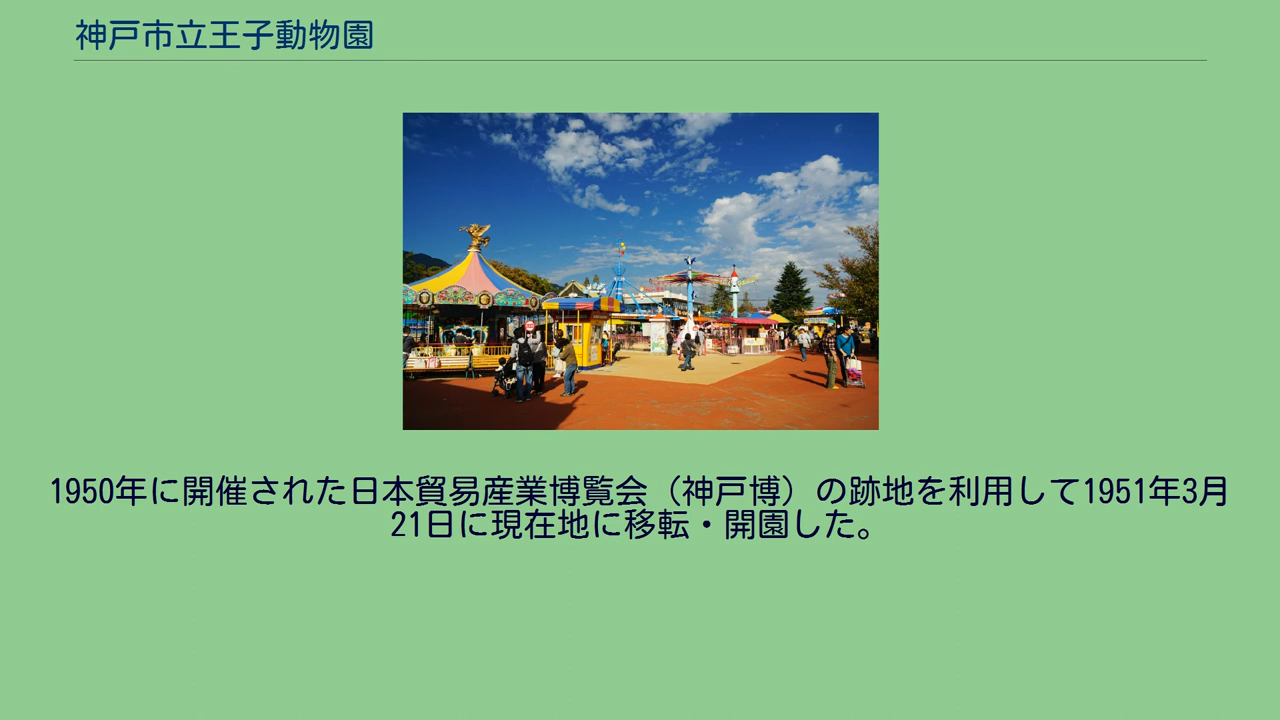 神戸市立王子動物園
1950年に開催された日本貿易産業博覧会（神戸博）の跡地を利用して1951年3月
21日に現在地に移転・開園した。